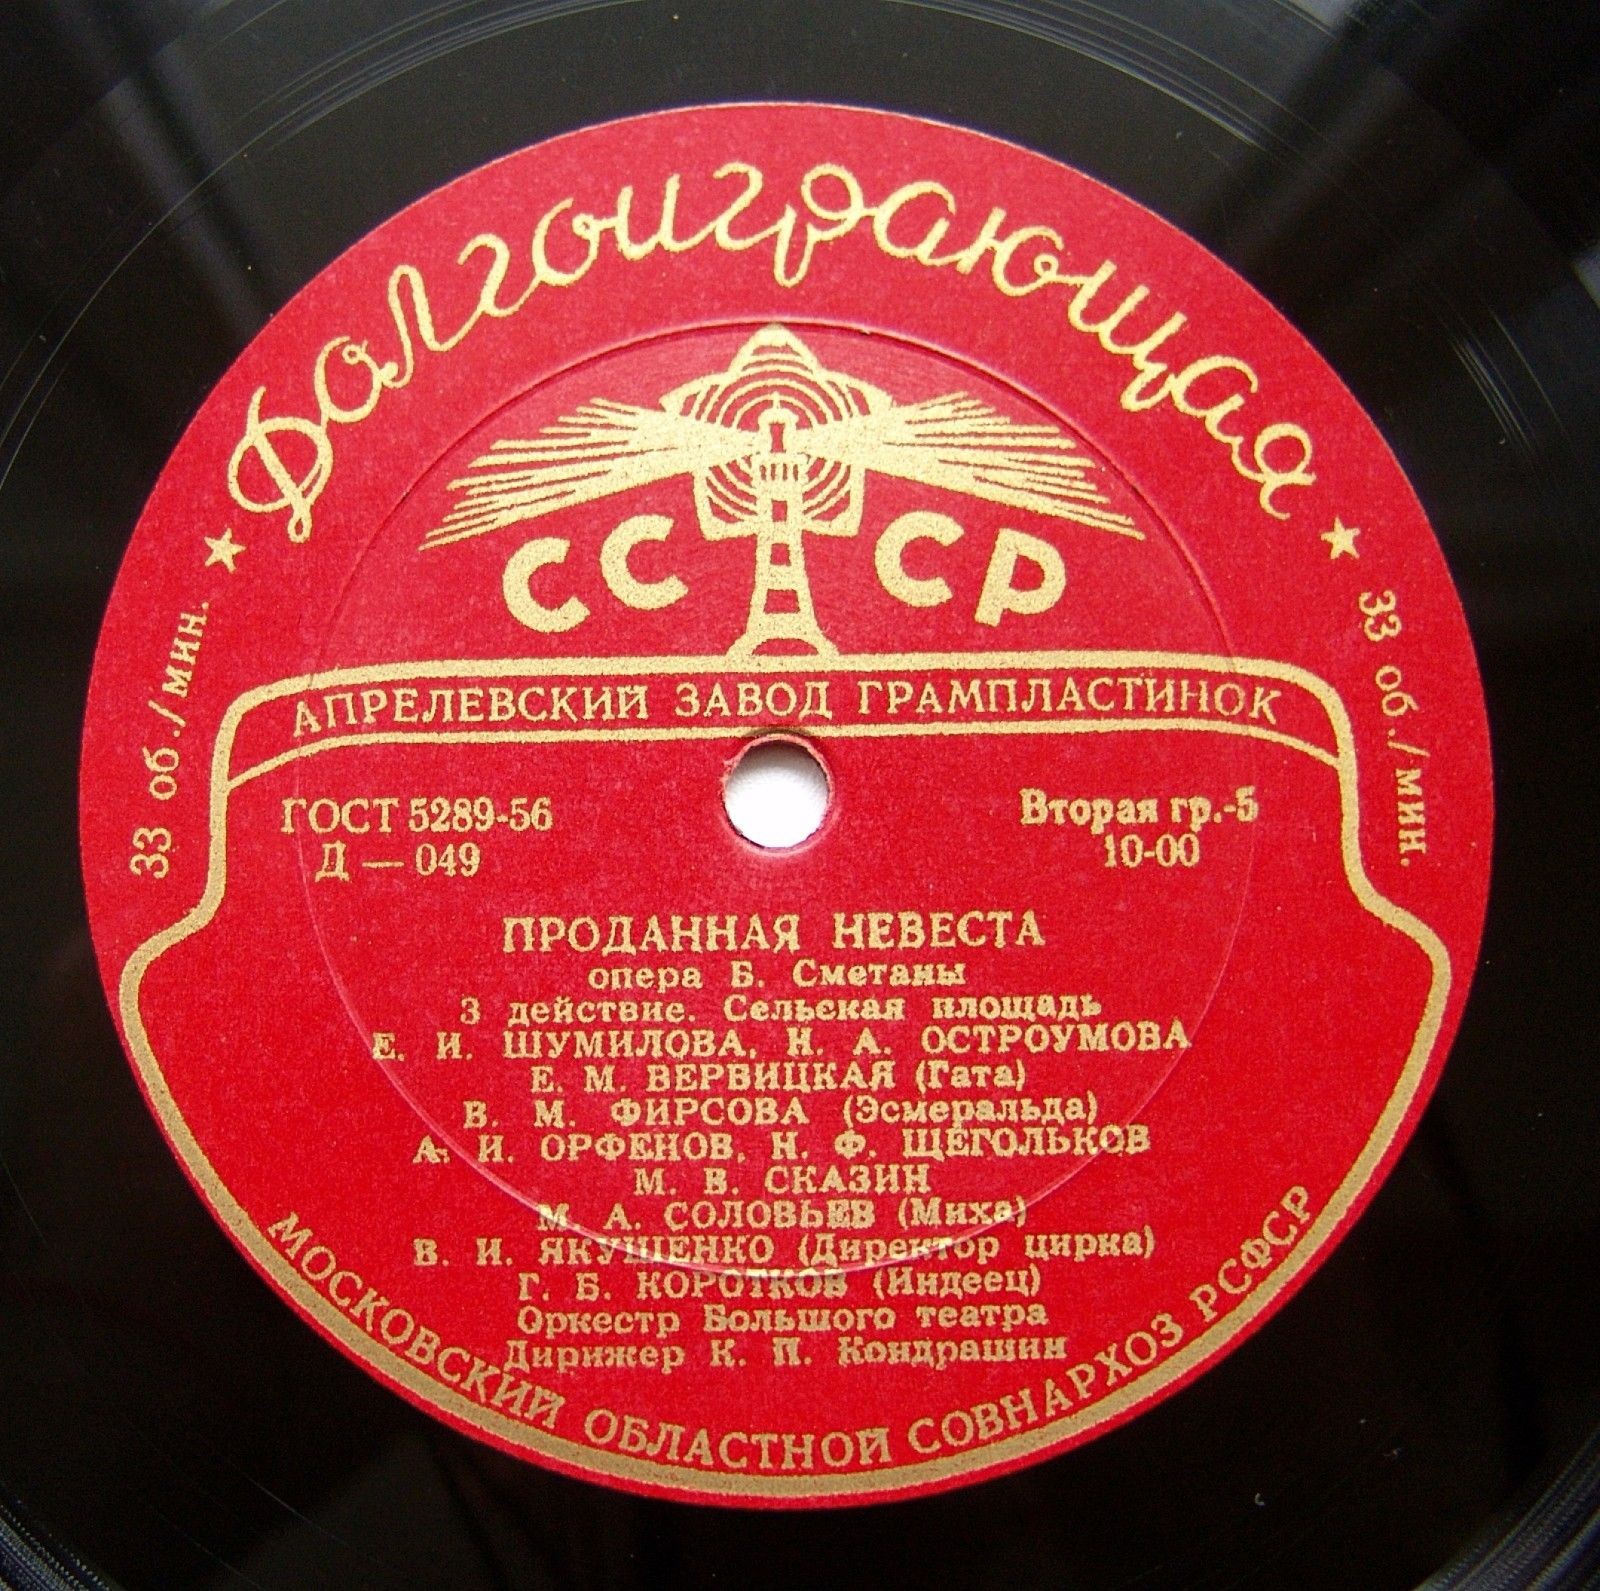 Долгоиграющая
★ 33 об./мин.
★ 33 об./мин.
СССР
АПРЕЛЕВСКИЙ ЗАВОД ГРАМПЛАСТИНОК
ГОСТ 5289-56
Д — 049
Вторая гр.-5
10-00
ПРОДАННАЯ НЕВЕСТА
опера Б. Сметаны
3 действие. Сельская площадь
Е. И. ШУМИЛОВА, Н. А. ОСТРОУМОВА
Е. М. ВЕРВИЦКАЯ (Гата)
В. М. ФИРСОВА (Эсмеральда)
А. И. ОРФЕНОВ, Н. Ф. ЩЕГОЛЬКОВ
М. В. СКАЗИН
М. А. СОЛОВЬЕВ (Миха)
В. И. ЯКУШЕНКО (Директор цирка)
Г. Б. КОРОТКОВ (Индеец)
Оркестр Большого театра
Дирижер К. П. Кондрашин
МОСКОВСКИЙ ОБЛАСТНОЙ СОВНАРХОЗ РСФСР